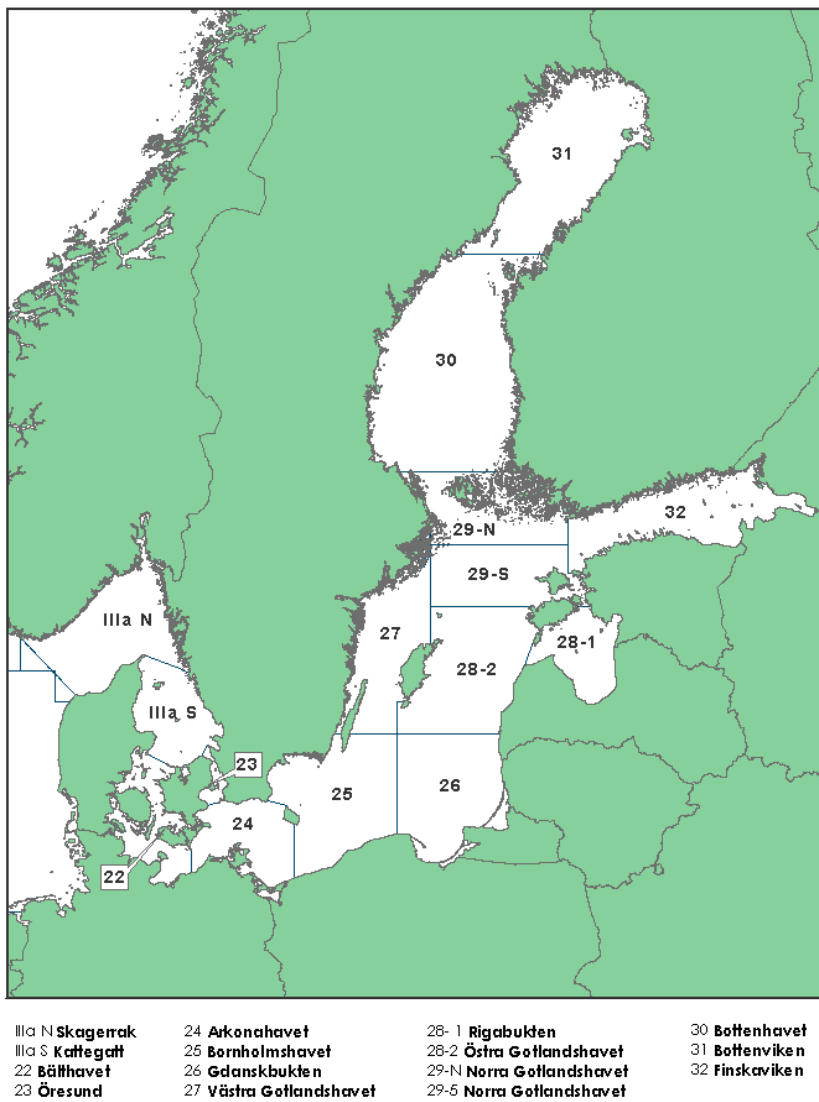 31
30
32
29-N
29-S
IIIa N
27
28-1
28-2
IIIa S
23
25
26
24
22
IIIa N Skagerrak
IIIa S Kattegatt
22 Bälthavet
23 Öresund
24 Arkonahavet
25 Bornholmshavet
26 Gdanskbukten
27 Västra Gotlandshavet
28- 1 Rigabukten
28-2 Östra Gotlandshavet
29-N Norra Gotlandshavet
29-5 Norra Gotlandshavet
30 Bottenhavet
31 Bottenviken
32 Finskaviken